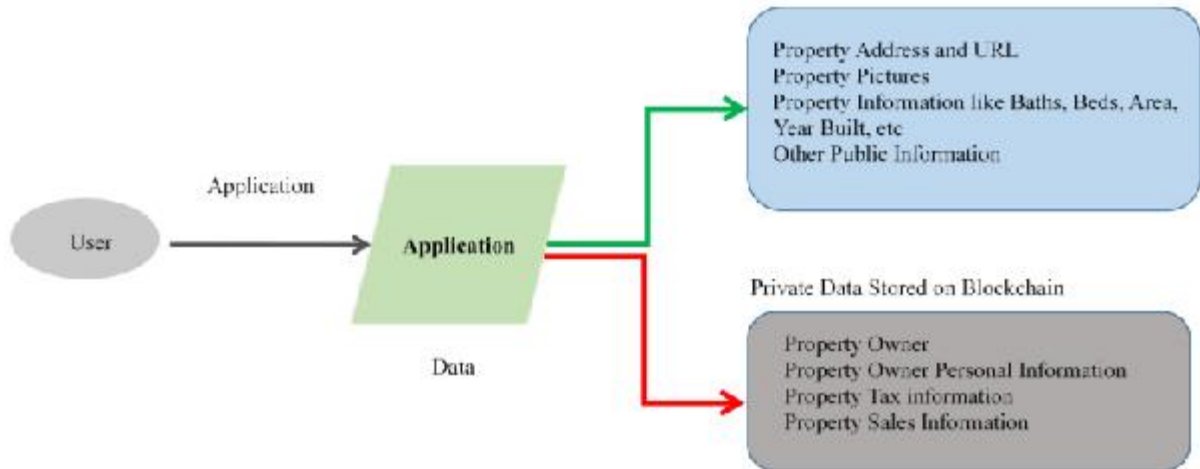 Property Address and URL
Property Pictures
Property Information like Baths, Beds, Area,
Year Built, etc
Other Public Information
Application
User
Application
Private Data Stored on Blockchain
Data
Property Owner
Property Owner Personal Information
Property Tax information
Property Sales Information